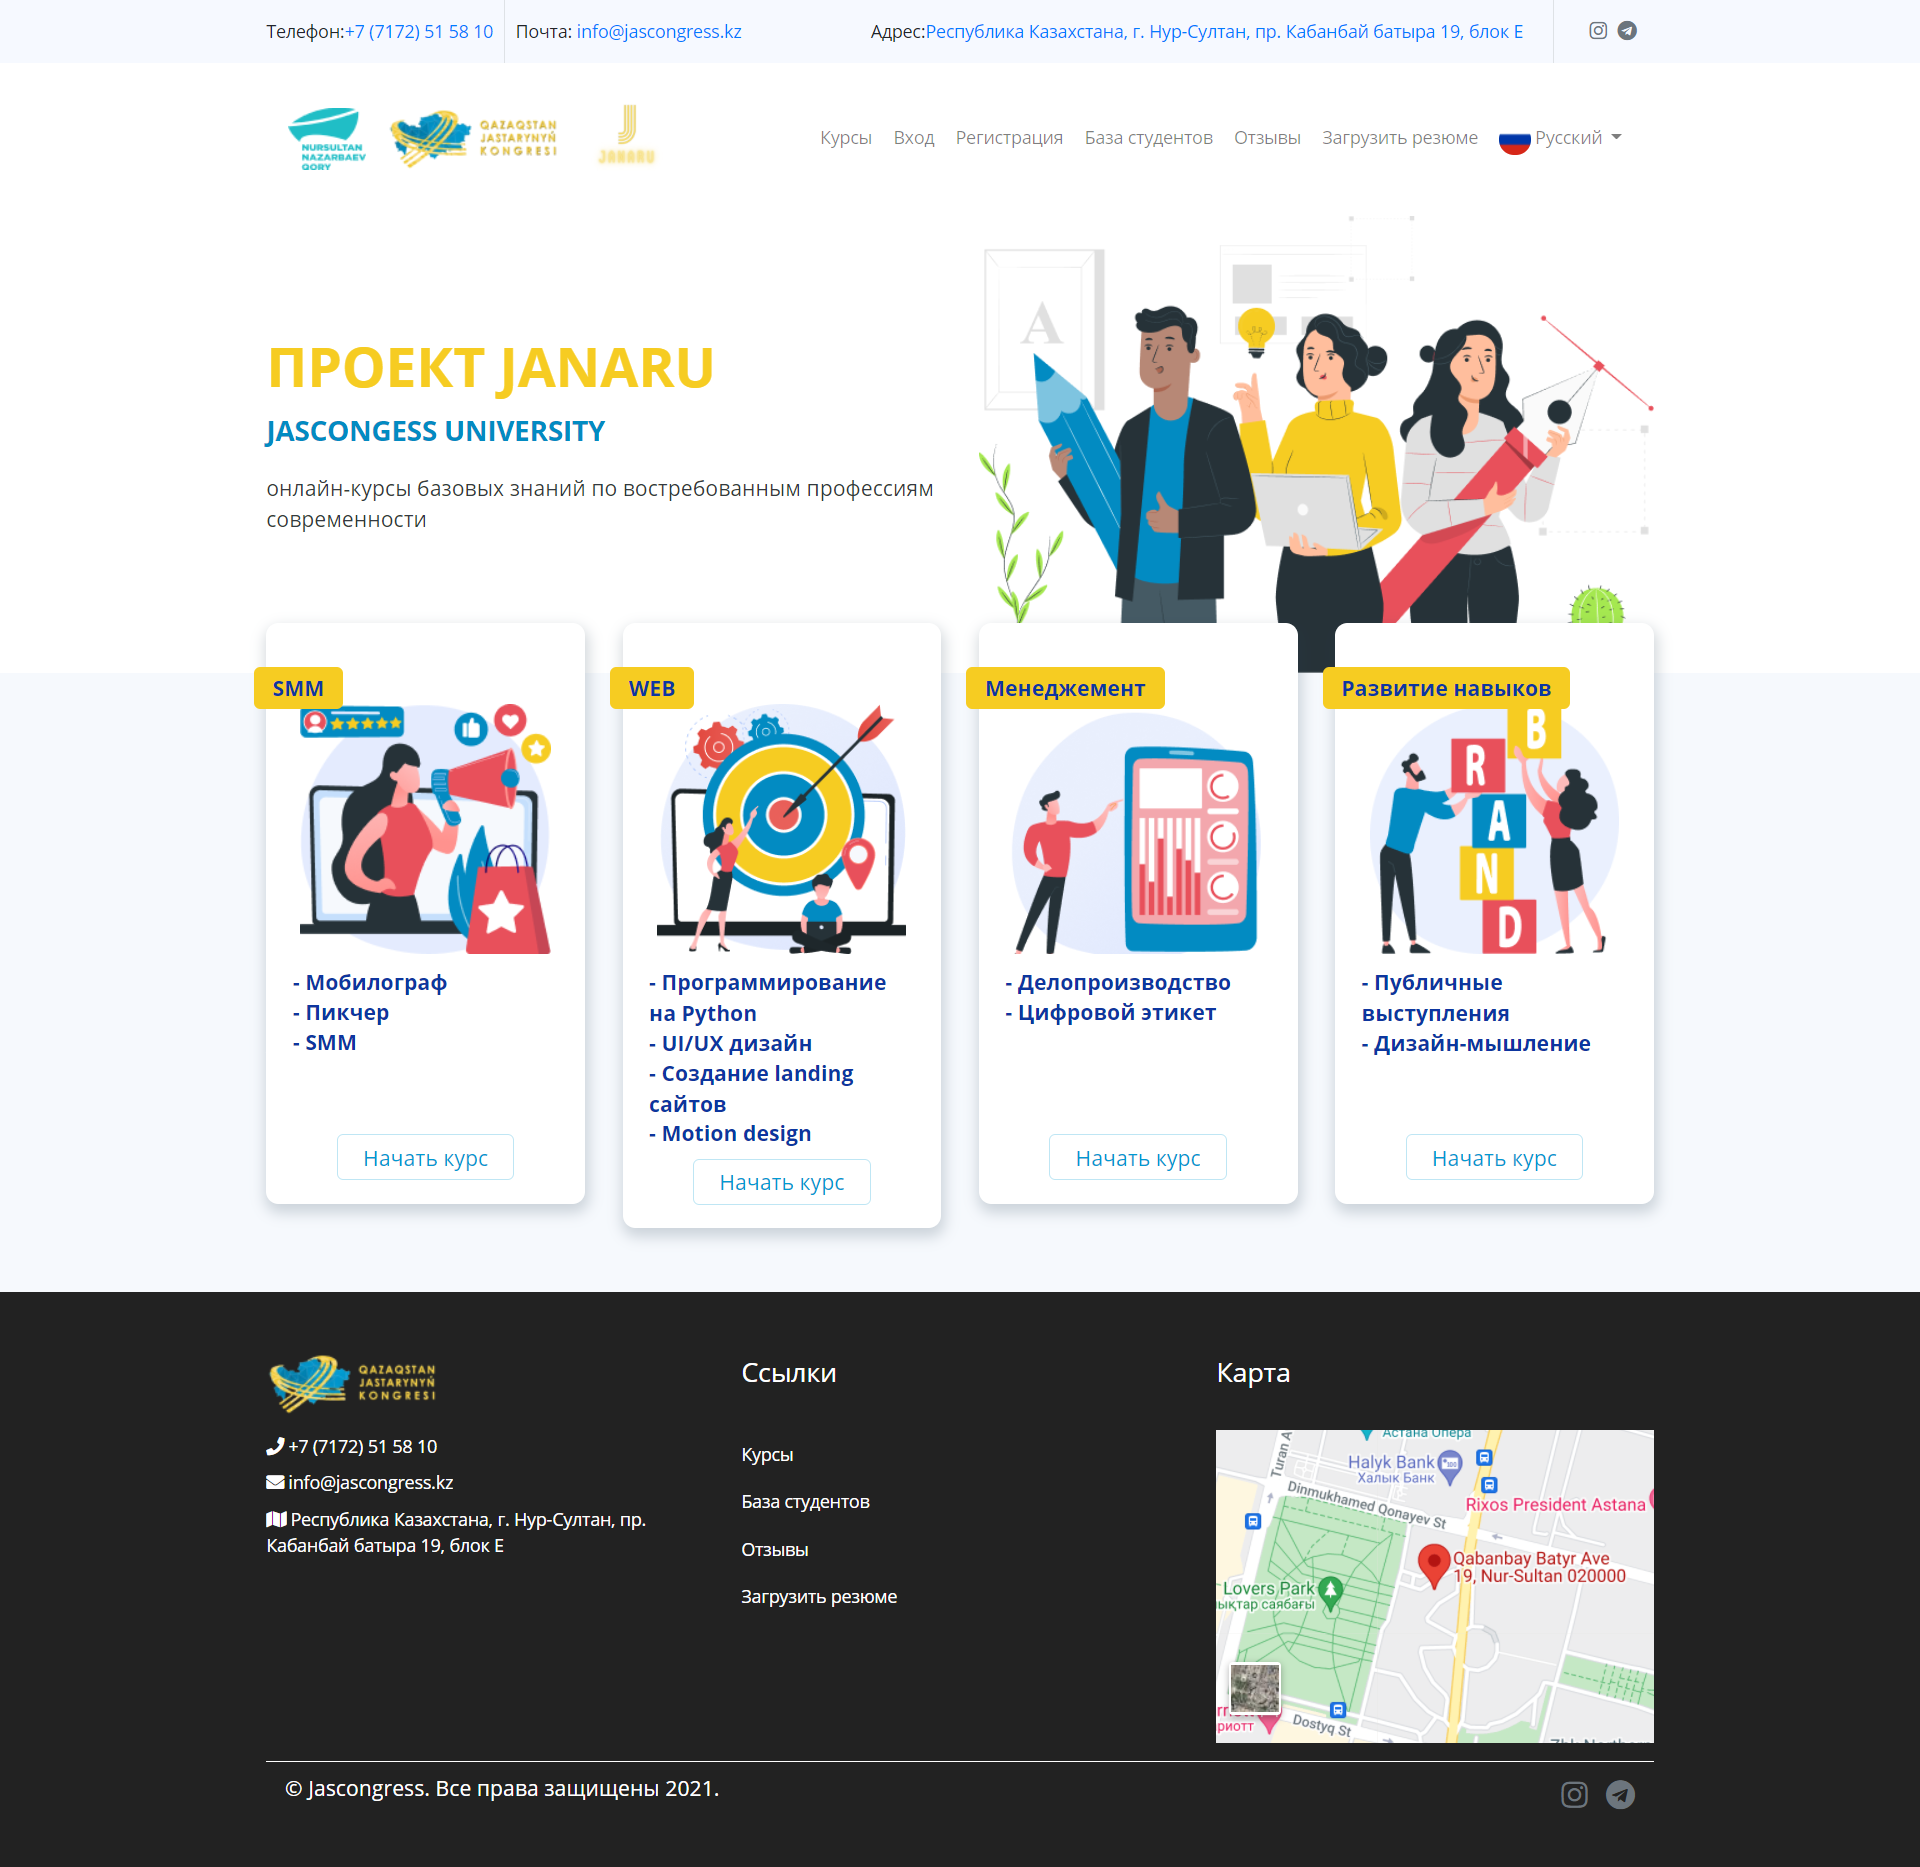 Телефон:+7 (7172) 51 58 10
Почта: info@jascongress.kz
Адрес:Республика Казахстана, г. Нур-Султан, пр. Кабанбай батыра 19, блок Е
NURSULTAN
NAZARBAEV
QORY
QAZAQSTAN
JASTARYNYŃ
KONGRESI
JANARU
Курсы
Вход
Регистрация
База студентов
Отзывы
Загрузить резюме
Русский
A
ПРОЕКТ JANARU
JASCONGESS UNIVERSITY
онлайн-курсы базовых знаний по востребованным профессиям
современности
SMM
- Мобилограф
- Пикчер
- SMM
Начать курс
WEB
- Программирование
на Python
- UI/UX дизайн
- Создание landing
сайтов
- Motion design
Начать курс
Менеджемент
- Делопроизводство
- Цифровой этикет
Начать курс
Развитие навыков
B
R
A
N
D
- Публичные
выступления
- Дизайн-мышление
Начать курс
QAZAQSTAN
JASTARYNYŃ
KONGRESI
+7 (7172) 51 58 10
info@jascongress.kz
Республика Казахстана, г. Нур-Султан, пр.
Кабанбай батыра 19, блок Е
Ссылки
Курсы
База студентов
Отзывы
Загрузить резюме
Карта
Астана Опера
Turan A
Halyk Bank
Халык Банк
Dinmukhamed Qonayev St
Rixos President Astana
Qabanbay Batyr Ave
19, Nur-Sultan 020000
Lovers Park
ықтар саябағы
риотт
Dostyq St
© Jascongress. Все права защищены 2021.